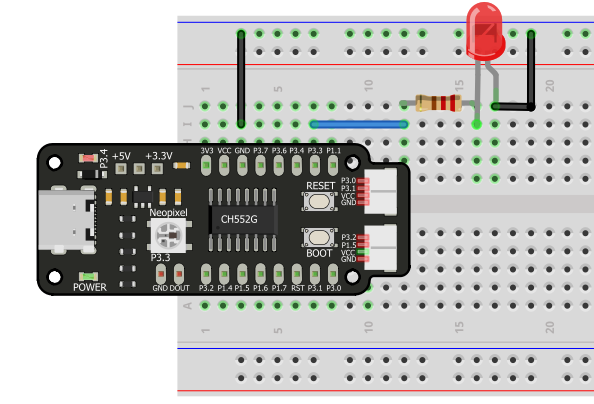 1 5 10 15 20
J
I
P3.4
+5V +3.3V
3V3 VCC GND P3.7 P3.6 P3.4 P3.3 P1.1
RESET
P3.0
P3.1
VCC
GND
Neopixel
CH552G
P3.3
BOOT
P3.2
P1.5
VCC
GND
POWER
GND DOUT
P3.2 P1.4 P1.5 P1.6 P1.7 RST P3.1 P3.0
A
1 5 10 15 20